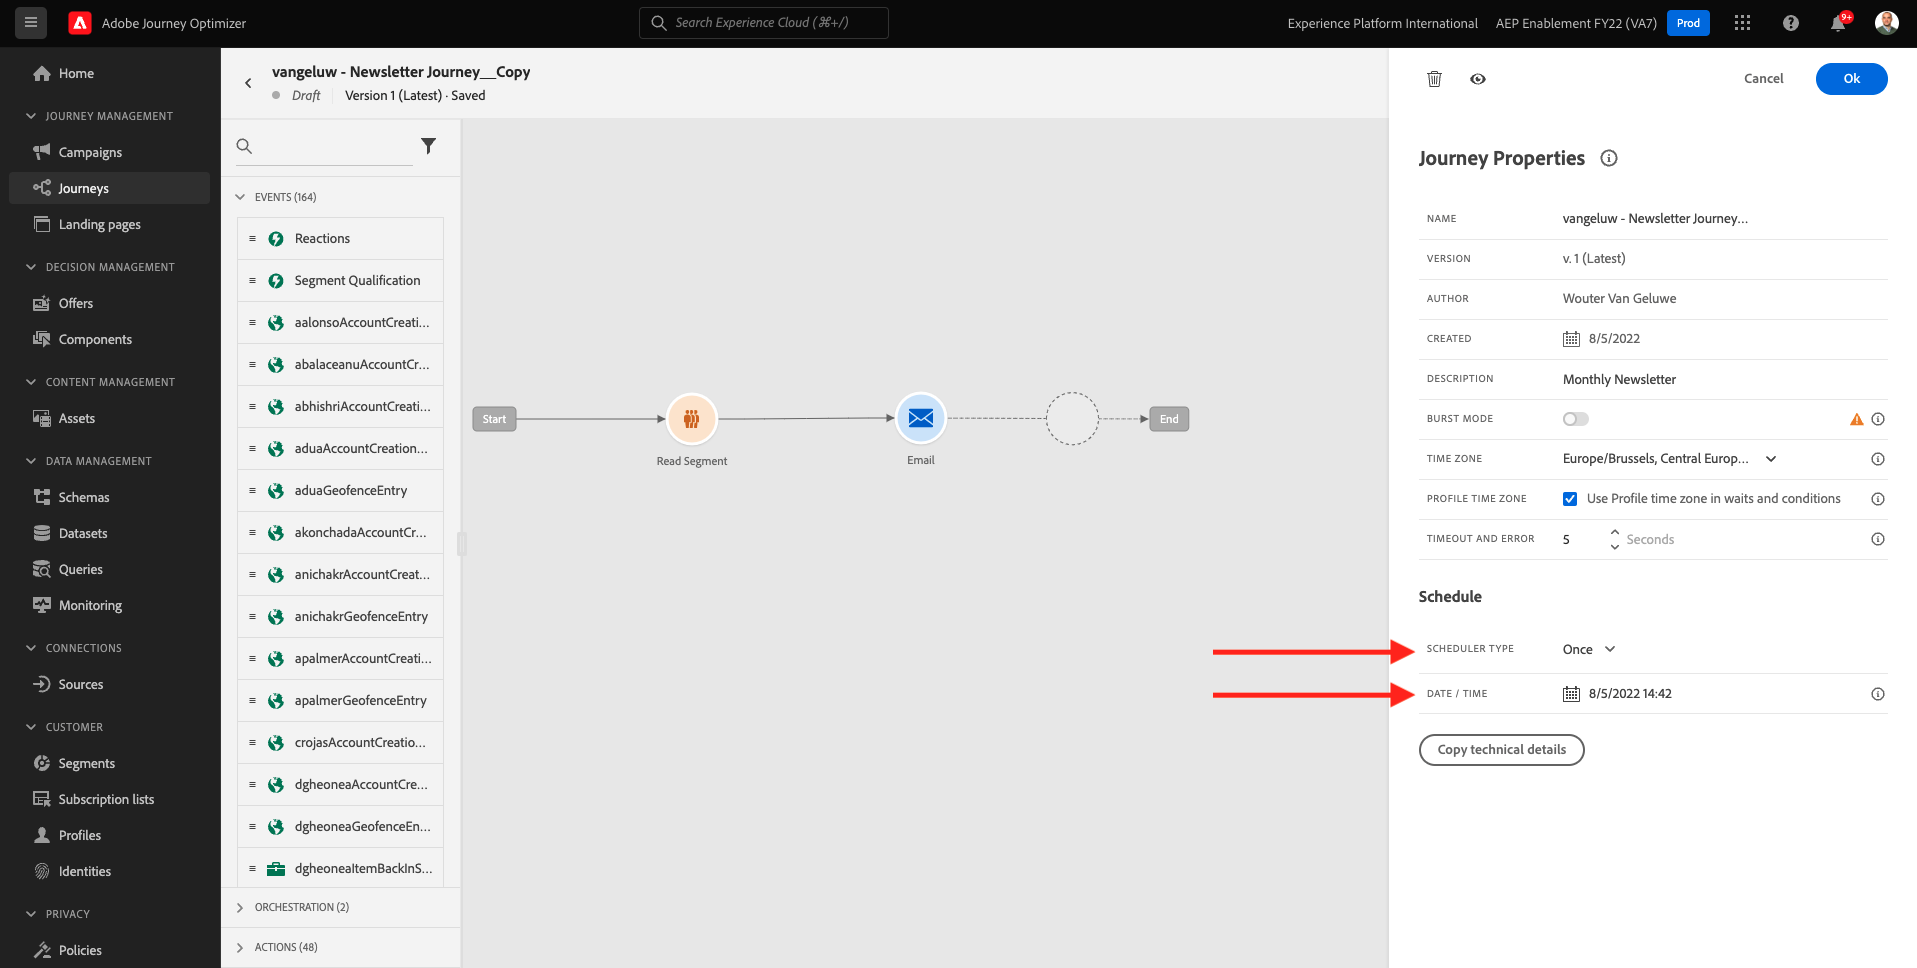 Adobe Journey Optimizer
Search Experience Cloud (⌘+/)
Experience Platform International
AEP Enablement FY22 (VA7)
Prod
9+
Home
JOURNEY MANAGEMENT
Campaigns
Journeys
Landing pages
DECISION MANAGEMENT
Offers
Components
CONTENT MANAGEMENT
Assets
DATA MANAGEMENT
Schemas
Datasets
Queries
Monitoring
CONNECTIONS
Sources
CUSTOMER
Segments
Subscription lists
Profiles
Identities
PRIVACY
Policies
vangeluw - Newsletter Journey__Copy
Draft
Version 1 (Latest) · Saved
EVENTS (164)
Reactions
Segment Qualification
aalonsoAccountCreati...
abalaceanuAccountCr...
abhishriAccountCreati...
aduaAccountCreation...
aduaGeofenceEntry
akonchadaAccountCr...
anichakrAccountCreat...
anichakrGeofenceEntry
apalmerAccountCreati...
apalmerGeofenceEntry
crojasAccountCreatio...
dgheoneaAccountCre...
dgheoneaGeofenceEn...
dgheoneaItemBackInS...
ORCHESTRATION (2)
ACTIONS (48)
Start
Read Segment
Email
End
Cancel
Ok
Journey Properties
NAME vangeluw - Newsletter Journey...
VERSION v. 1 (Latest)
AUTHOR Wouter Van Geluwe
CREATED 8/5/2022
DESCRIPTION Monthly Newsletter
BURST MODE
TIME ZONE Europe/Brussels, Central Europ...
PROFILE TIME ZONE Use Profile time zone in waits and conditions
TIMEOUT AND ERROR 5 Seconds
Schedule
SCHEDULER TYPE Once
DATE / TIME 8/5/2022 14:42
Copy technical details